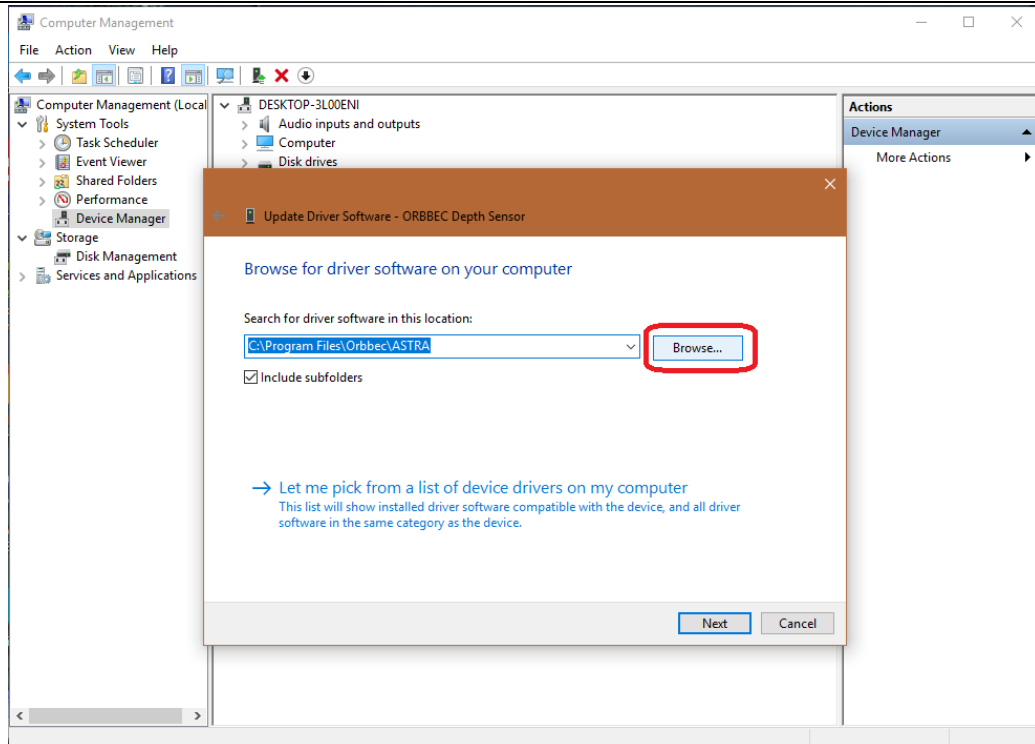 Computer Management
File Action View Help
Computer Management (Local
System Tools
Task Scheduler
Event Viewer
Shared Folders
Performance
Device Manager
Storage
Disk Management
Services and Applications
DESKTOP-3L00ENI
Audio inputs and outputs
Computer
Disk drives
Actions
Device Manager
More Actions
Update Driver Software - ORBBEC Depth Sensor
Browse for driver software on your computer
Search for driver software in this location:
C:\Program Files\Orbbec\ASTRA
Browse...
Include subfolders
Let me pick from a list of device drivers on my computer
This list will show installed driver software compatible with the device, and all driver
software in the same category as the device.
Next Cancel